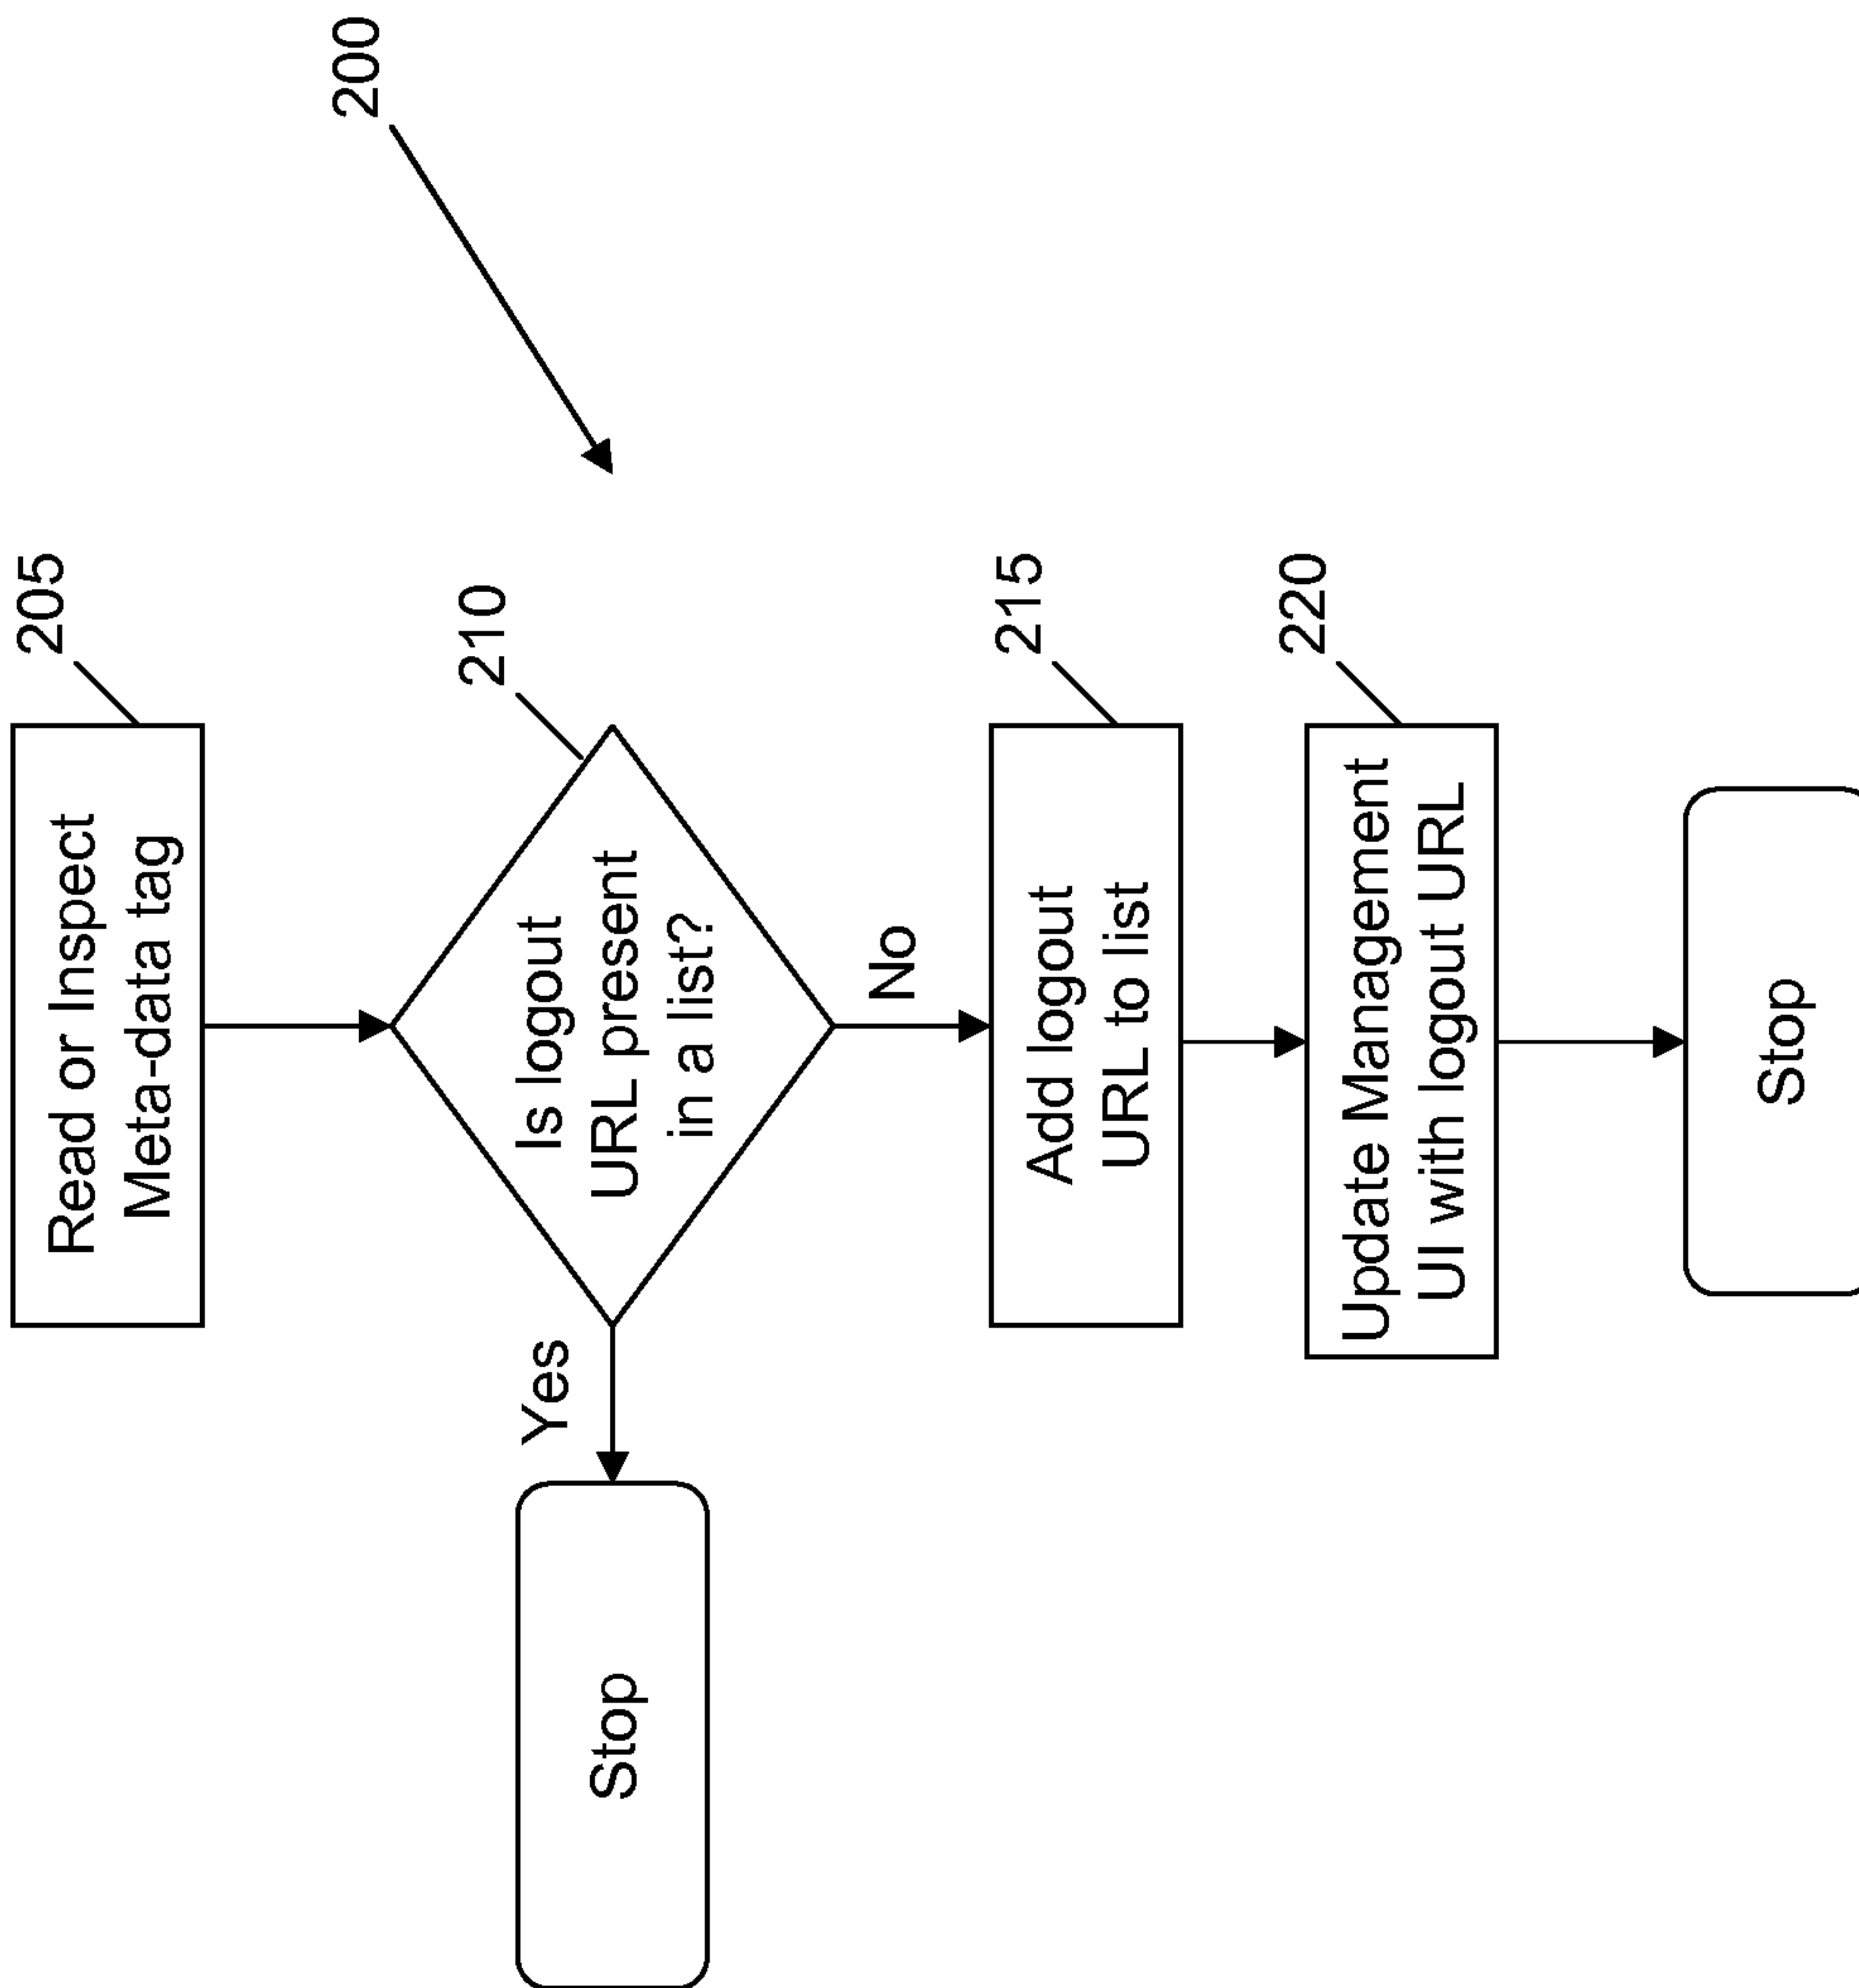 200
205
Read or Inspect
Meta-data tag
210
Is logout
URL present
in a list?
Yes
Stop
No
215
Add logout
URL to list
220
Update Management
UI with logout URL
Stop